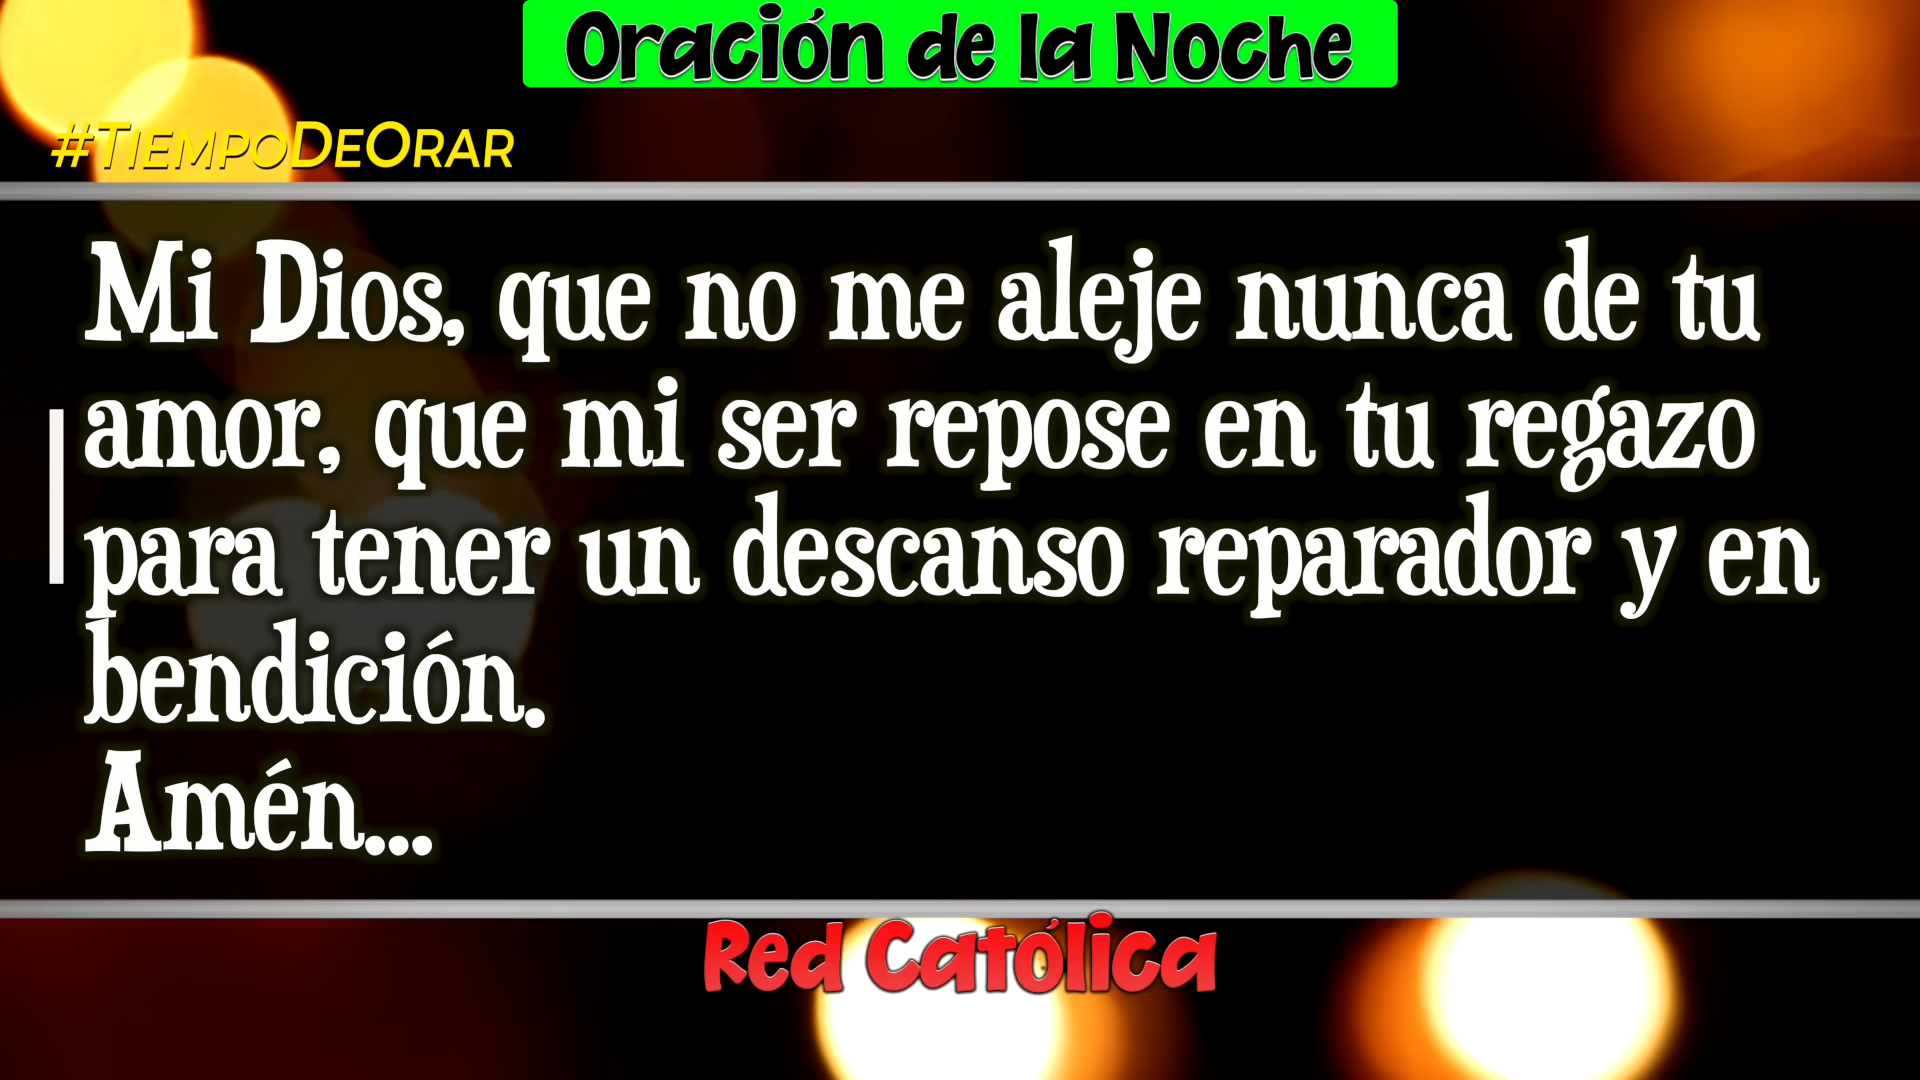 Oración de la Noche
#TiempoDeOrar
Mi Dios, que no me aleje nunca de tu
amor, que mi ser repose en tu regazo
para tener un descanso reparador y en
bendición.
Amén...
Red Católica